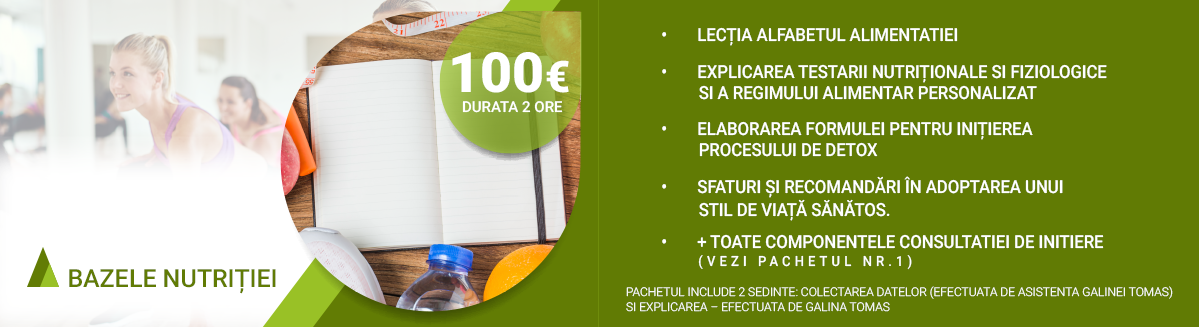 100€
DURATA 2 ORE
BAZELE NUTRIȚIEI
• LECȚIA ALFABETUL ALIMENTATIEI
• EXPLICAREA TESTARII NUTRIȚIONALE SI FIZIOLOGICE
SI A REGIMULUI ALIMENTAR PERSONALIZAT
• ELABORAREA FORMULEI PENTRU INIȚIEREA
PROCESULUI DE DETOX
• SFATURI ȘI RECOMANDĂRI ÎN ADOPTAREA UNUI
STIL DE VIAȚĂ SĂNĂTOS.
• + TOATE COMPONENTELE CONSULTATIEI DE INITIERE
(VEZI PACHETUL NR.1)
PACHETUL INCLUDE 2 SEDINTE: COLECTAREA DATELOR (EFECTUATA DE ASISTENTA GALINEI TOMAS)
SI EXPLICAREA – EFECTUATA DE GALINA TOMAS